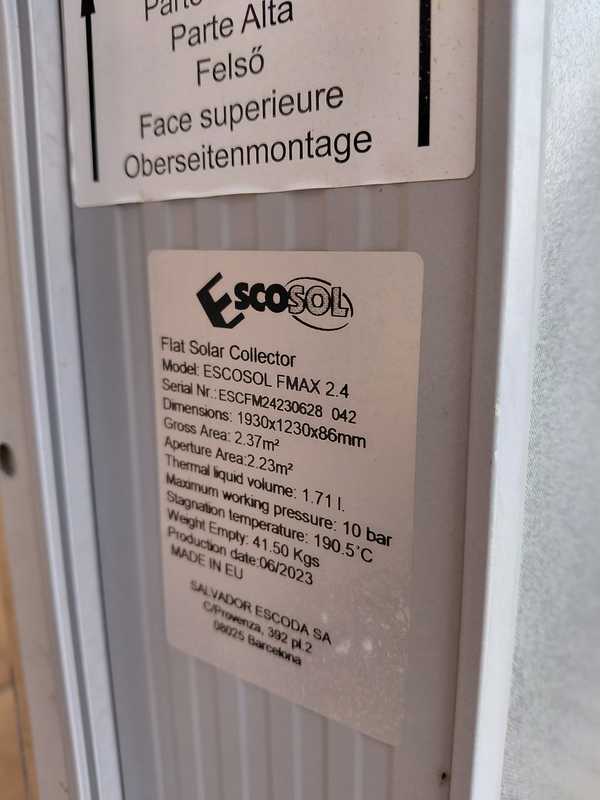 Parte
Parte Alta
Felső
Face superieure
Oberseitenmontage
ESCOSOL
Flat Solar Collector
Model: ESCOSOL FMAX 2.4
Serial Nr.:ESCFM24230628 042
Dimensions: 1930x1230x86mm
Gross Area: 2.37m²
Aperture Area:2.23m²
Thermal liquid volume: 1.71 l.
Maximum working pressure: 10 bar
Stagnation temperature: 190.5°C
Weight Empty: 41.50 Kgs
Production date:06/2023
MADE IN EU
SALVADOR ESCODA SA
C/Provenza, 392 pl.2
08025 Barcelona